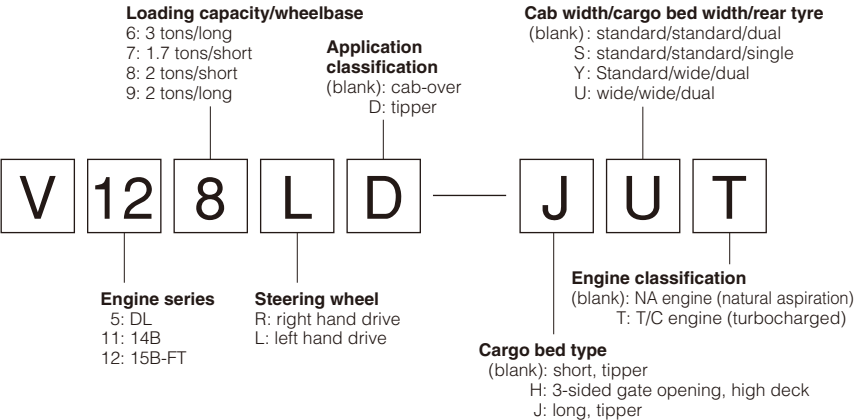 Loading capacity/wheelbase
6: 3 tons/long
7: 1.7 tons/short
8: 2 tons/short
9: 2 tons/long
Application
classification
(blank): cab-over
D: tipper
Cab width/cargo bed width/rear tyre
(blank): standard/standard/dual
S: standard/standard/single
Y: Standard/wide/dual
U: wide/wide/dual
V 12 8 L D — J U T
Engine series
5: DL
11: 14B
12: 15B-FT
Steering wheel
R: right hand drive
L: left hand drive
Engine classification
(blank): NA engine (natural aspiration)
T: T/C engine (turbocharged)
Cargo bed type
(blank): short, tipper
H: 3-sided gate opening, high deck
J: long, tipper